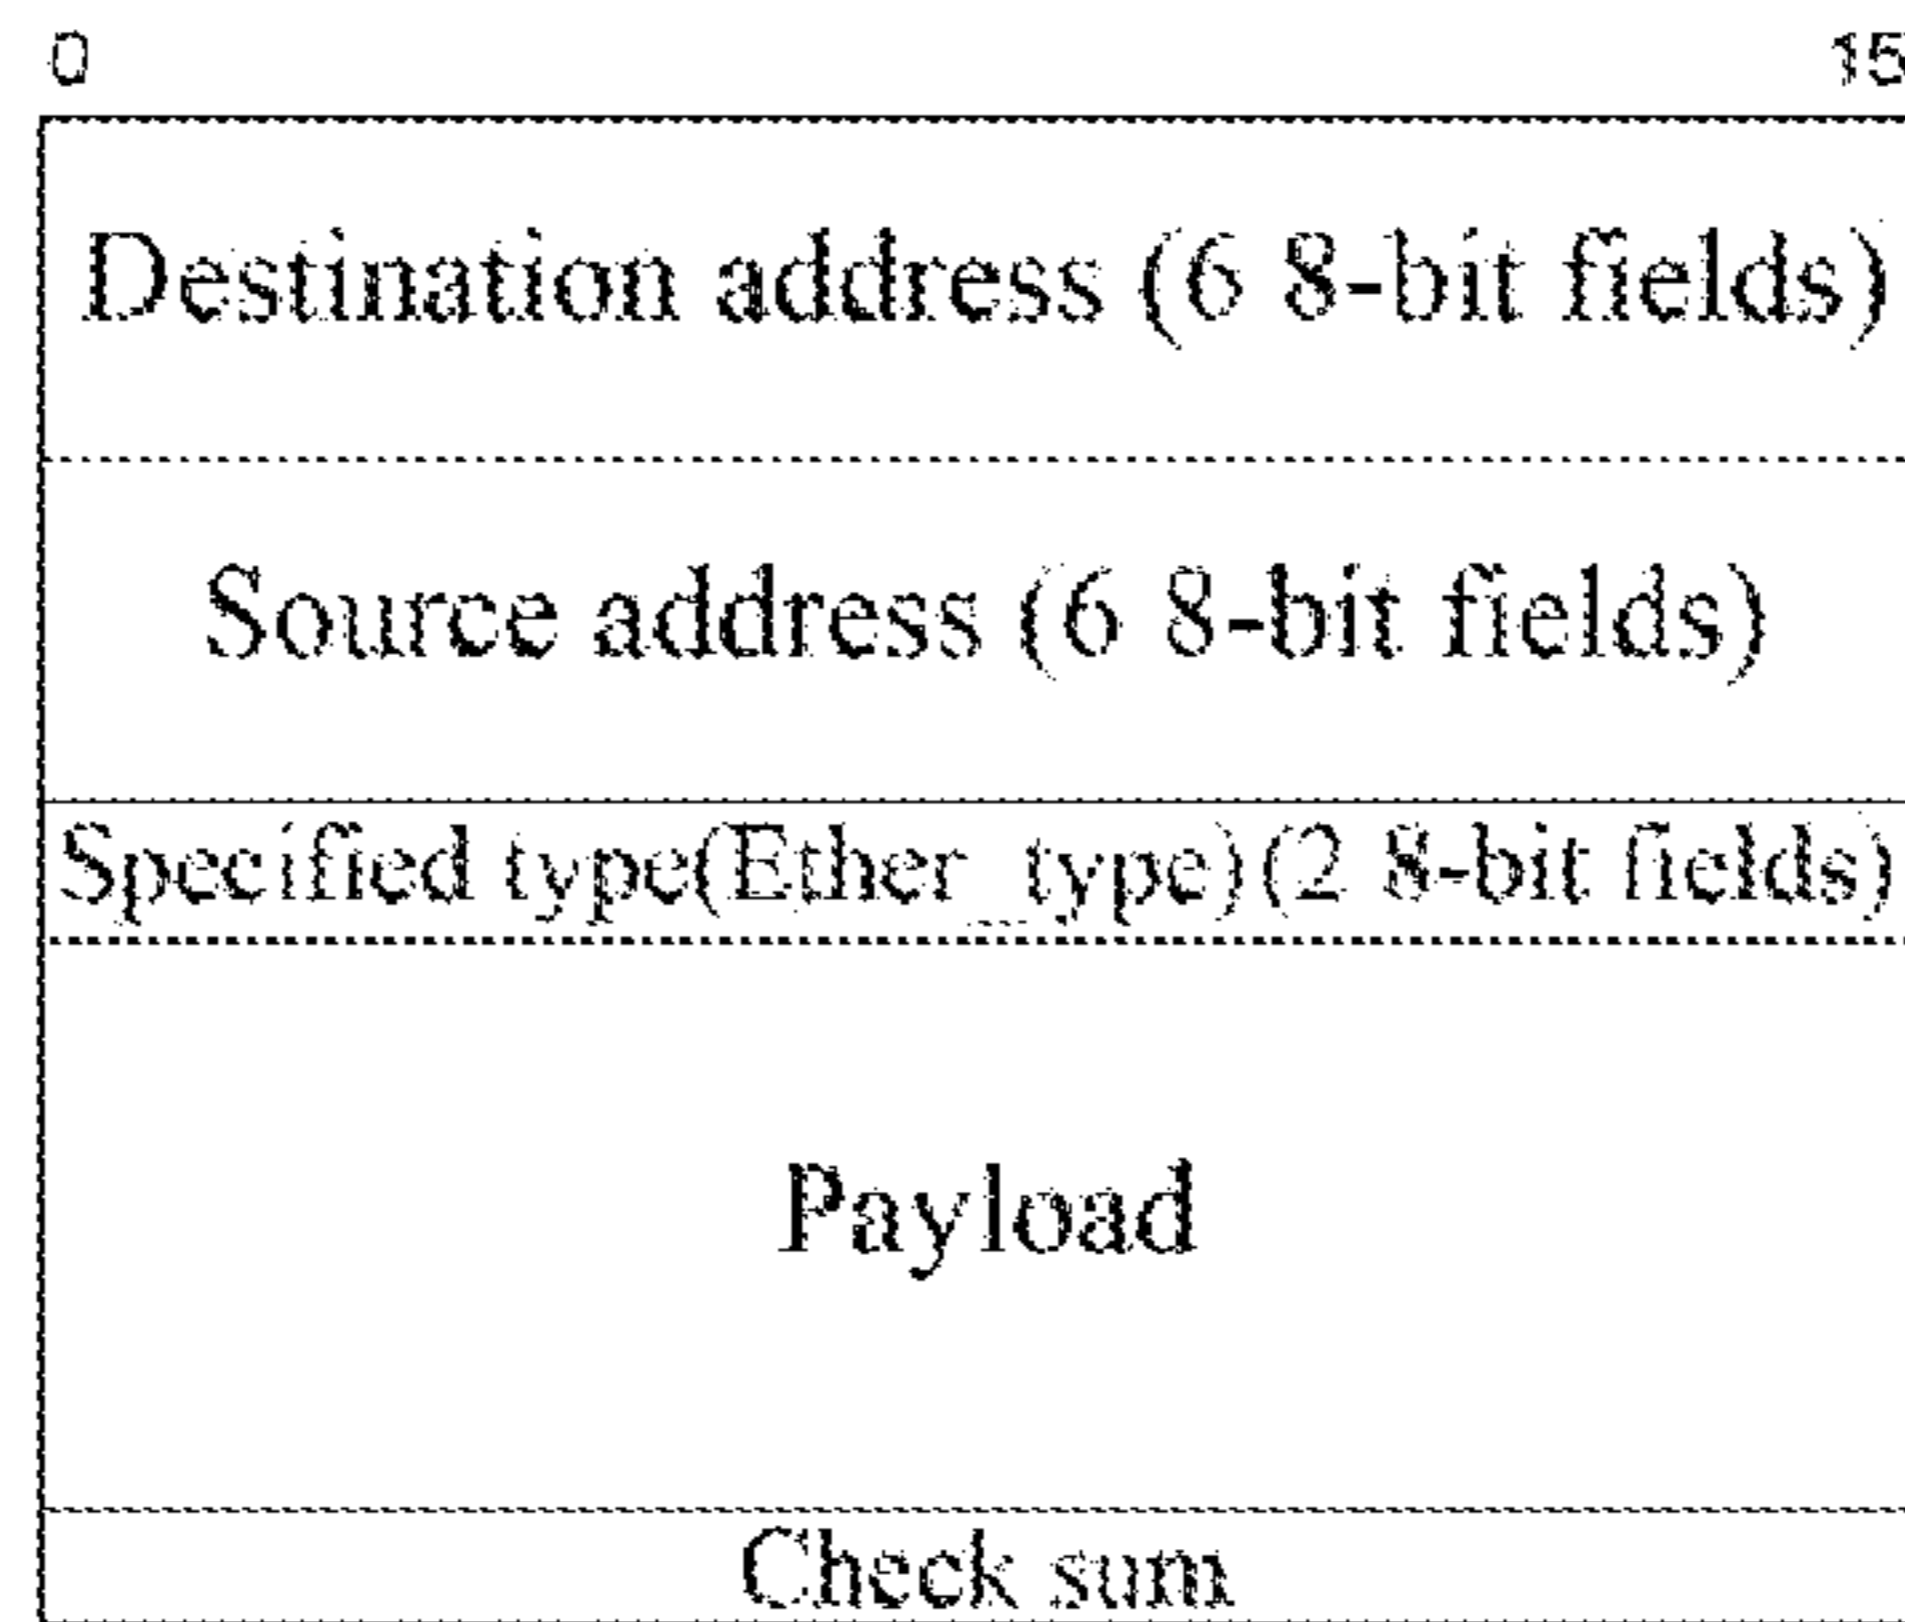 0 15
Destination address (6 8-bit fields)
Source address (6 8-bit fields)
Specified type(Ether_type)(2 8-bit fields)
Payload
Check sum